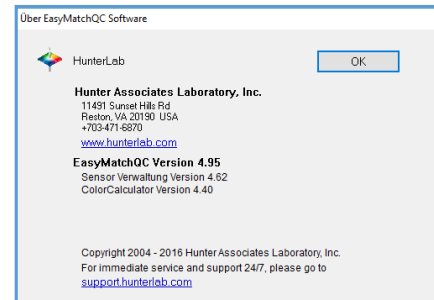 Über EasyMatchQC Software
HunterLab
OK
Hunter Associates Laboratory, Inc.
11491 Sunset Hills Rd
Reston, VA 20190 USA
+703-471-6870
www.hunterlab.com
EasyMatchQC Version 4.95
Sensor Verwaltung Version 4.62
ColorCalculator Version 4.40
Copyright 2004 - 2016 Hunter Associates Laboratory, Inc.
For immediate service and support 24/7, please go to
support.hunterlab.com